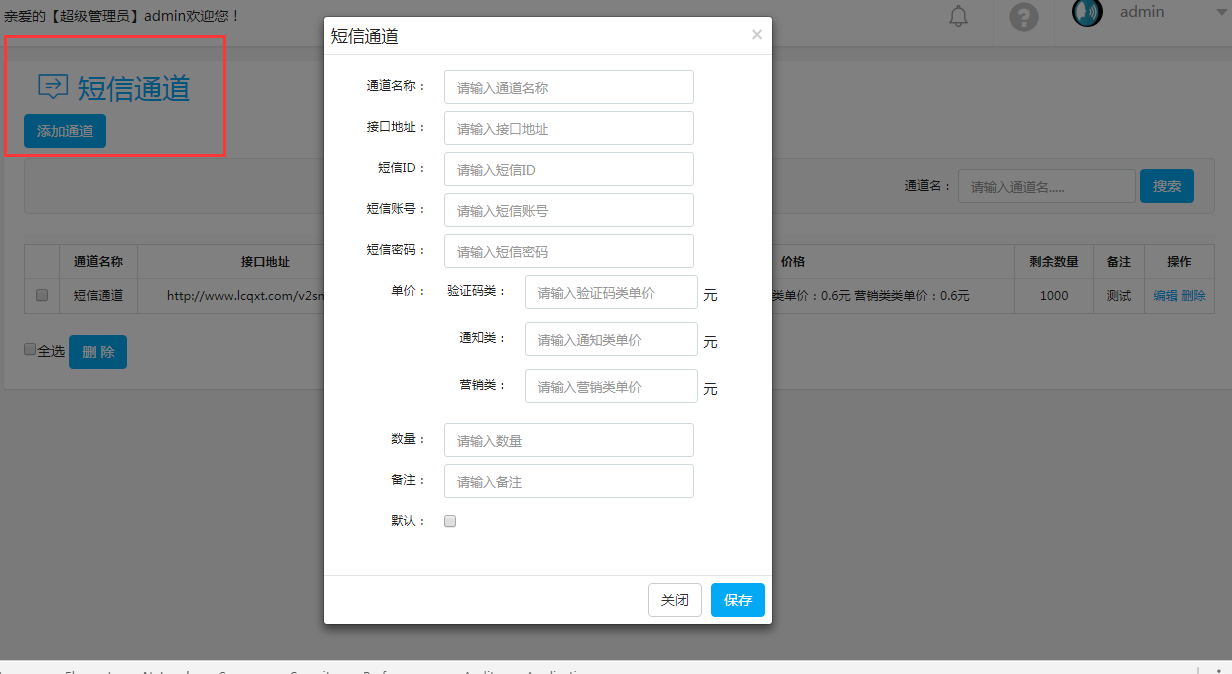 亲爱的【超级管理员】admin欢迎您！
?
admin
短信通道
添加通道
通道名：
请输入通道名.....
搜索
通道名称
接口地址
价格
剩余数量
备注
操作
短信通道
http://www.lcqxt.com/v2sm
类单价：0.6元 营销类类单价：0.6元
1000
测试
编辑 删除
全选
删 除
短信通道
×
通道名称：
请输入通道名称
接口地址：
请输入接口地址
短信ID：
请输入短信ID
短信账号：
请输入短信账号
短信密码：
请输入短信密码
单价：
验证码类：
请输入验证码类单价
元
通知类：
请输入通知类单价
元
营销类：
请输入营销类单价
元
数量：
请输入数量
备注：
请输入备注
默认：
关闭
保存